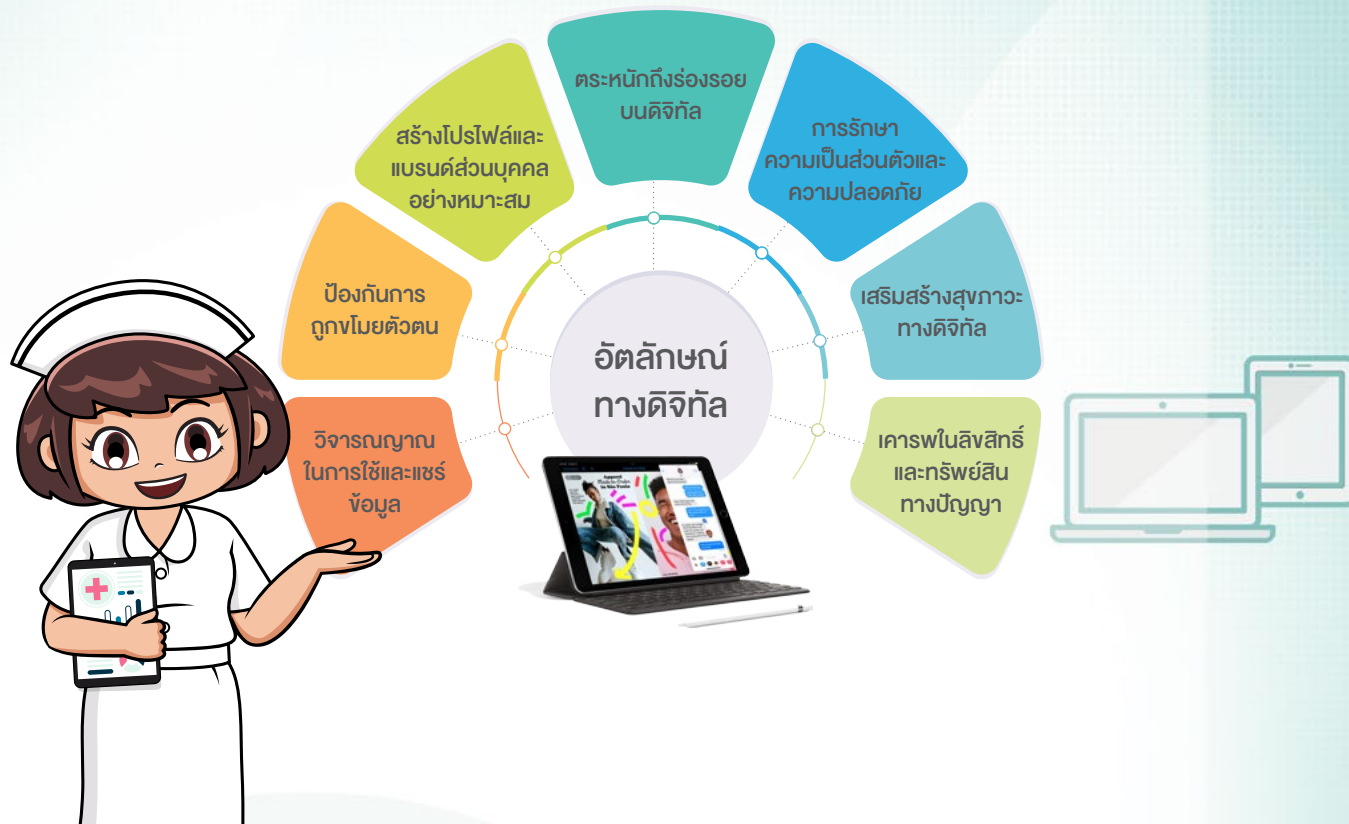 ตระหนักถึงร่องรอย
บนดิจิทัล
สร้างโปรไฟล์และ
แบรนด์ส่วนบุคคล
อย่างหมาะสม
การรักษา
ความเป็นส่วนตัวและ
ความปลอดภัย
ป้องกันการ
ถูกขโมยตัวตน
เสริมสร้างสุขภาวะ
ทางดิจิทัล
อัตลักษณ์
ทางดิจิทัล
วิจารณญาณ
ในการใช้และแชร์
ข้อมูล
เคารพในลิขสิทธิ์
และทรัพย์สิน
ทางปัญญา